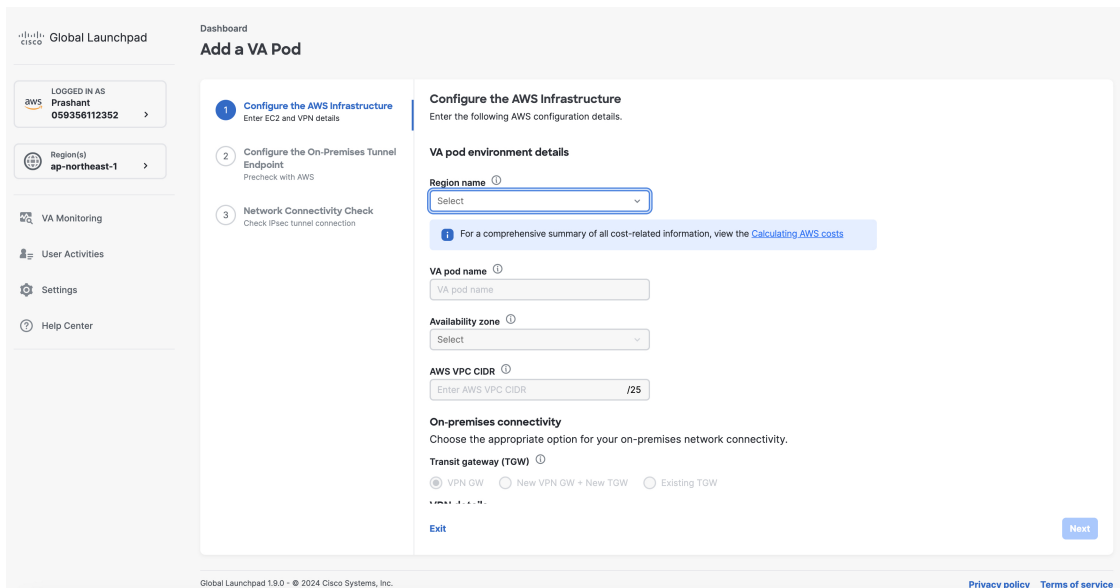 CISCO
Global Launchpad
aws
LOGGED IN AS
Prashant
059356112352
Region(s)
ap-northeast-1
VA Monitoring
User Activities
Settings
Help Center
Dashboard
Add a VA Pod
1
Configure the AWS Infrastructure
Enter EC2 and VPN details
2
Configure the On-Premises Tunnel
Endpoint
Precheck with AWS
3
Network Connectivity Check
Check IPsec tunnel connection
Configure the AWS Infrastructure
Enter the following AWS configuration details.
VA pod environment details
Region name
Select
For a comprehensive summary of all cost-related information, view the Calculating AWS costs
VA pod name
VA pod name
Availability zone
Select
AWS VPC CIDR
Enter AWS VPC CIDR /25
On-premises connectivity
Choose the appropriate option for your on-premises network connectivity.
Transit gateway (TGW)
VPN GW New VPN GW + New TGW Existing TGW
VPN details
Exit
Next
Global Launchpad 1.9.0 - © 2024 Cisco Systems, Inc.
Privacy policy Terms of service